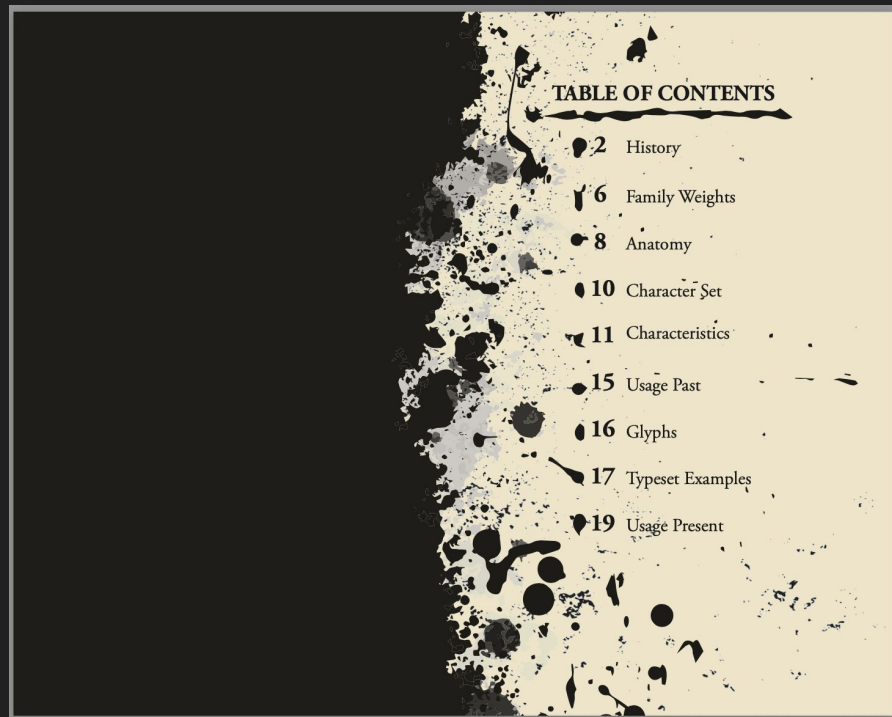 TABLE OF CONTENTS
2 History
6 Family Weights
8 Anatomy
10 Character Set
11 Characteristics
15 Usage Past
16 Glyphs
17 Typeset Examples
19 Usage Present